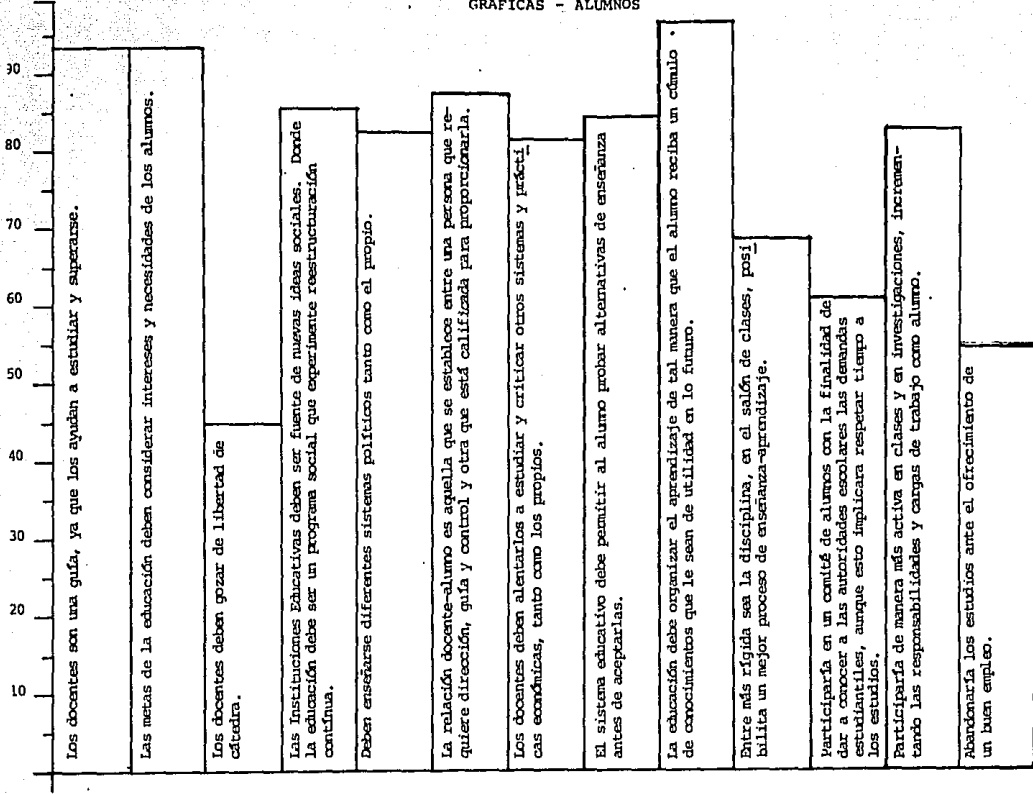 GRAFICAS - ALUMNOS
90
80
70
60
50
40
30
20
10
Los docentes son una guía, ya que los ayudan a estudiar y superarse.
Las metas de la educación deben considerar intereses y necesidades de los alumnos.
Los docentes deben gozar de libertad de
cátedra.
Las Instituciones Educativas deben ser fuente de nuevas ideas sociales. Donde
la educación debe ser un programa social que experimente reestructuración
contínua.
Deben enseñarse diferentes sistemas políticos tanto como el propio.
La relación docente-alumno es aquella que se establece entre una persona que re-
quiere dirección, guía y control y otra que está calificada para proporcionarla.
Los docentes deben alentarlos a estudiar y criticar otros sistemas y prácti
cas económicas, tanto como los propios.
El sistema educativo debe permitir al alumno probar alternativas de enseñanza
antes de aceptarlas.
La educación debe organizar el aprendizaje de tal manera que el alumno reciba un cúmulo
de conocimientos que le sean de utilidad en lo futuro.
Entre más rígida sea la disciplina, en el salón de clases, posi
bilita un mejor proceso de enseñanza-aprendizaje.
Participaría en un comité de alumnos con la finalidad de
dar a conocer a las autoridades escolares las demandas
estudiantiles, aunque esto implicara respetar tiempo a
los estudios.
Participaría de manera más activa en clases y en investigaciones, incremen-
tando las responsabilidades y cargas de trabajo como alumno.
Abandonaría los estudios ante el ofrecimiento de
un buen empleo.